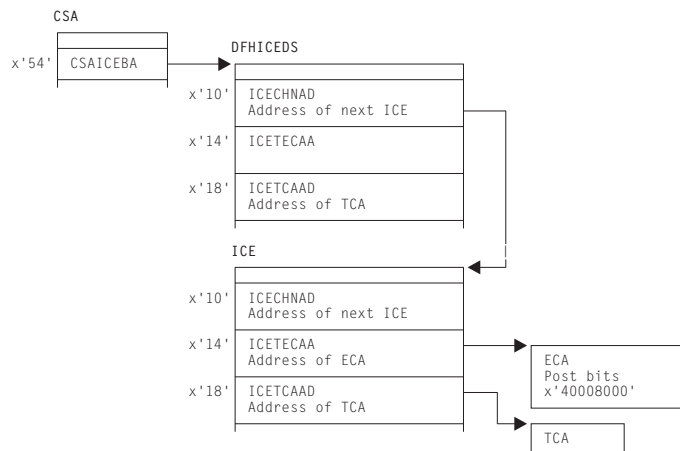 CSA
x'54' CSAICEBA
DFHICEDS
x'10' ICECHNAD
Address of next ICE
x'14' ICETECAA
x'18' ICETCAAD
Address of TCA
ICE
x'10' ICECHNAD
Address of next ICE
x'14' ICETECAA
Address of ECA
x'18' ICETCAAD
Address of TCA
ECA
Post bits
x'40008000'
TCA